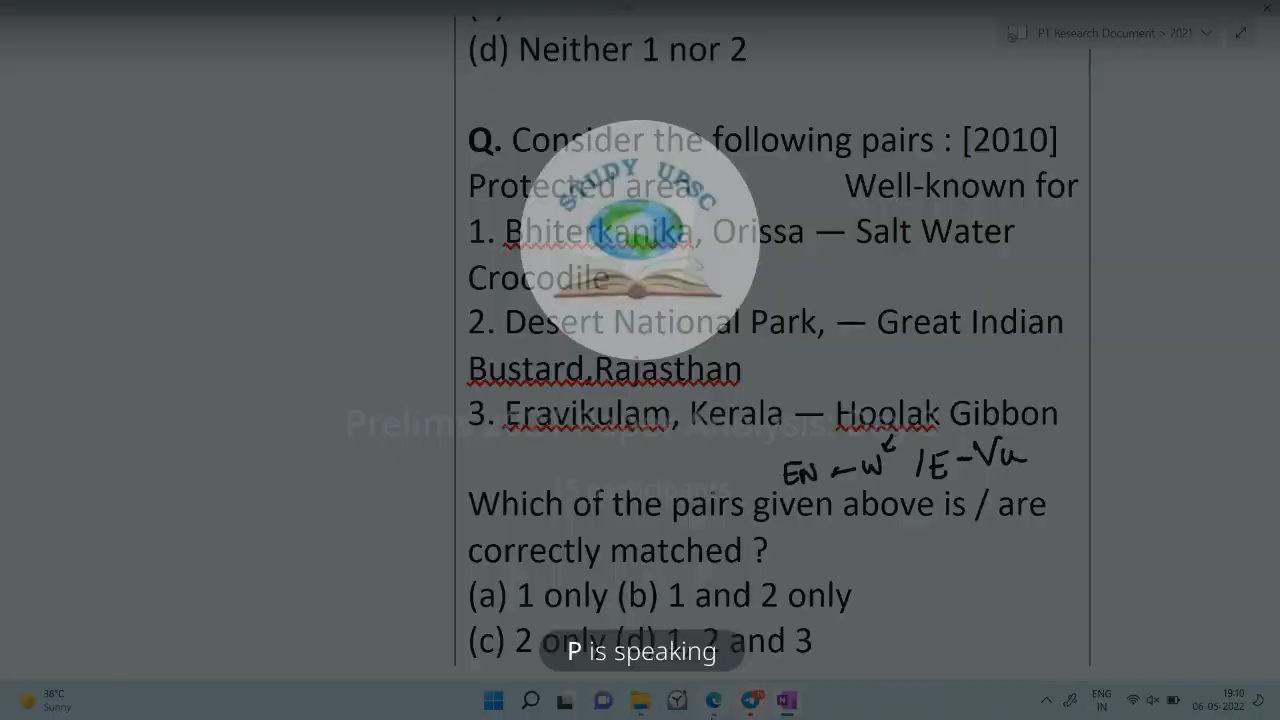 PT Research Document > 2021
(d) Neither 1 nor 2
Q. Consider the following pairs : [2010]
Protected area Well-known for
1. Bhiterkanika, Orissa — Salt Water
Crocodile
2. Desert National Park, — Great Indian
Bustard,Rajasthan
3. Eravikulam, Kerala — Hoolak Gibbon
EN ← W / E - Vu
Which of the pairs given above is / are
correctly matched ?
(a) 1 only (b) 1 and 2 only
(c) 2 only (d) 1, 2 and 3
STUDY UPSC
P is speaking
38°C
Sunny
ENG
IN
19:10
06-05-2022